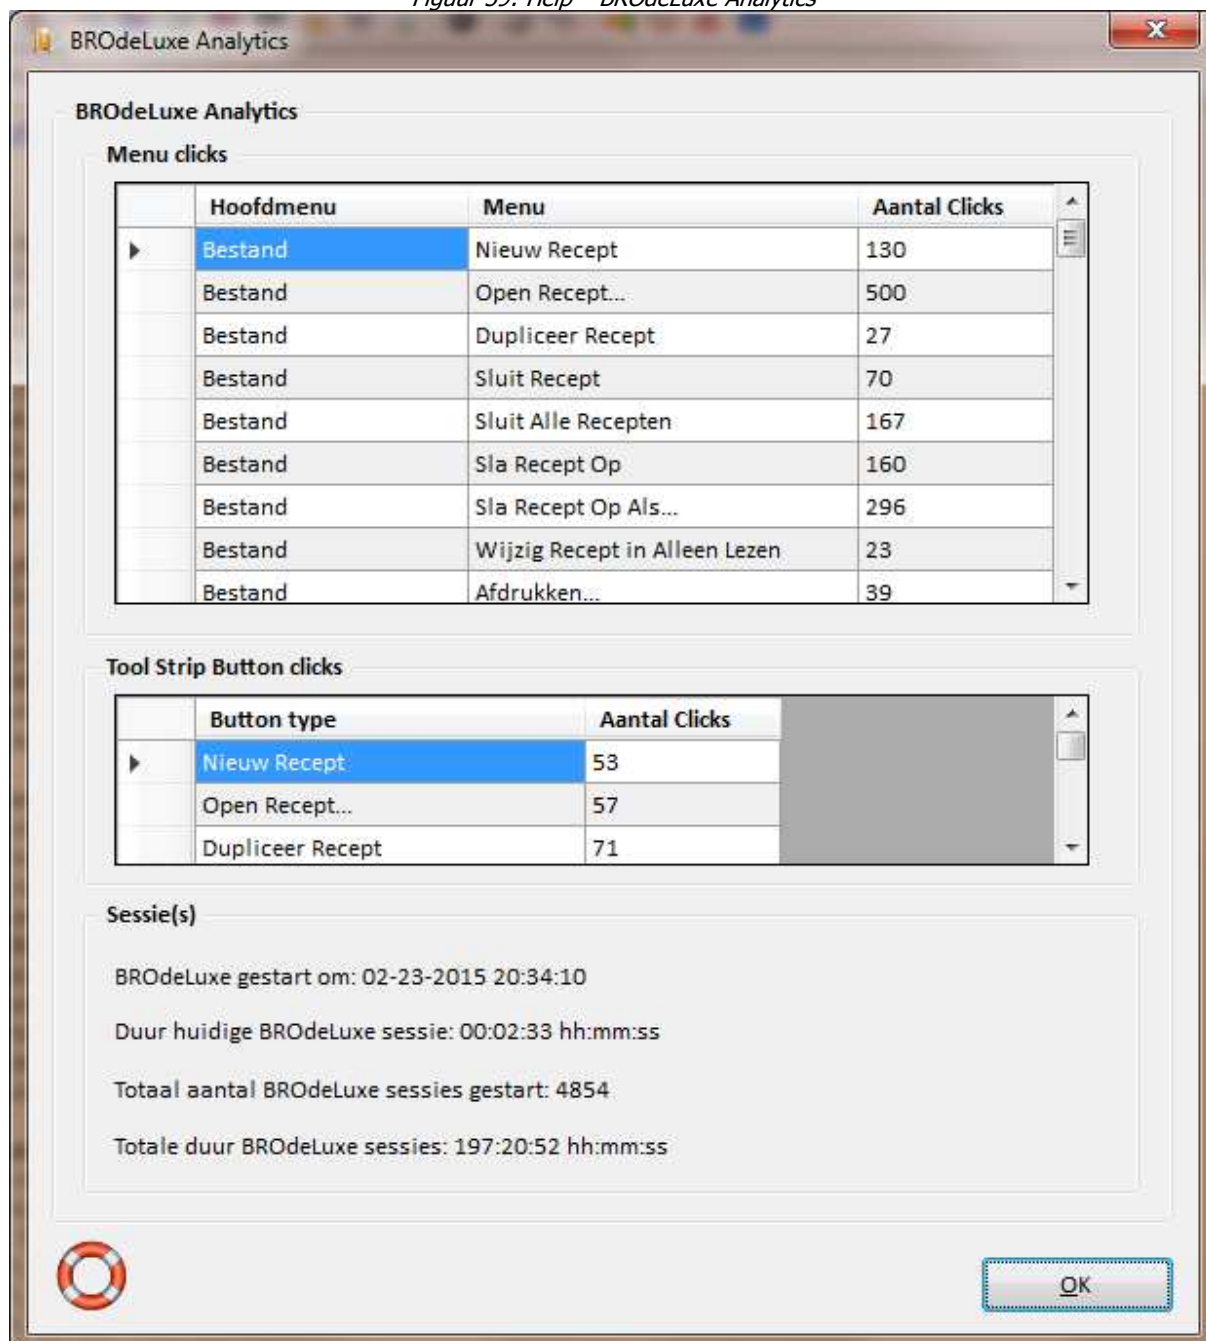 Figuur 59: Help - BROdeLuxe Analytics
BROdeLuxe Analytics
BROdeLuxe Analytics
Menu clicks
Hoofdmenu Menu Aantal Clicks
Bestand Nieuw Recept 130
Bestand Open Recept... 500
Bestand Dupliceer Recept 27
Bestand Sluit Recept 70
Bestand Sluit Alle Recepten 167
Bestand Sla Recept Op 160
Bestand Sla Recept Op Als... 296
Bestand Wijzig Recept in Alleen Lezen 23
Bestand Afdrukken... 39
Tool Strip Button clicks
Button type Aantal Clicks
Nieuw Recept 53
Open Recept... 57
Dupliceer Recept 71
Sessie(s)
BROdeLuxe gestart om: 02-23-2015 20:34:10
Duur huidige BROdeLuxe sessie: 00:02:33 hh:mm:ss
Totaal aantal BROdeLuxe sessies gestart: 4854
Totale duur BROdeLuxe sessies: 197:20:52 hh:mm:ss
OK